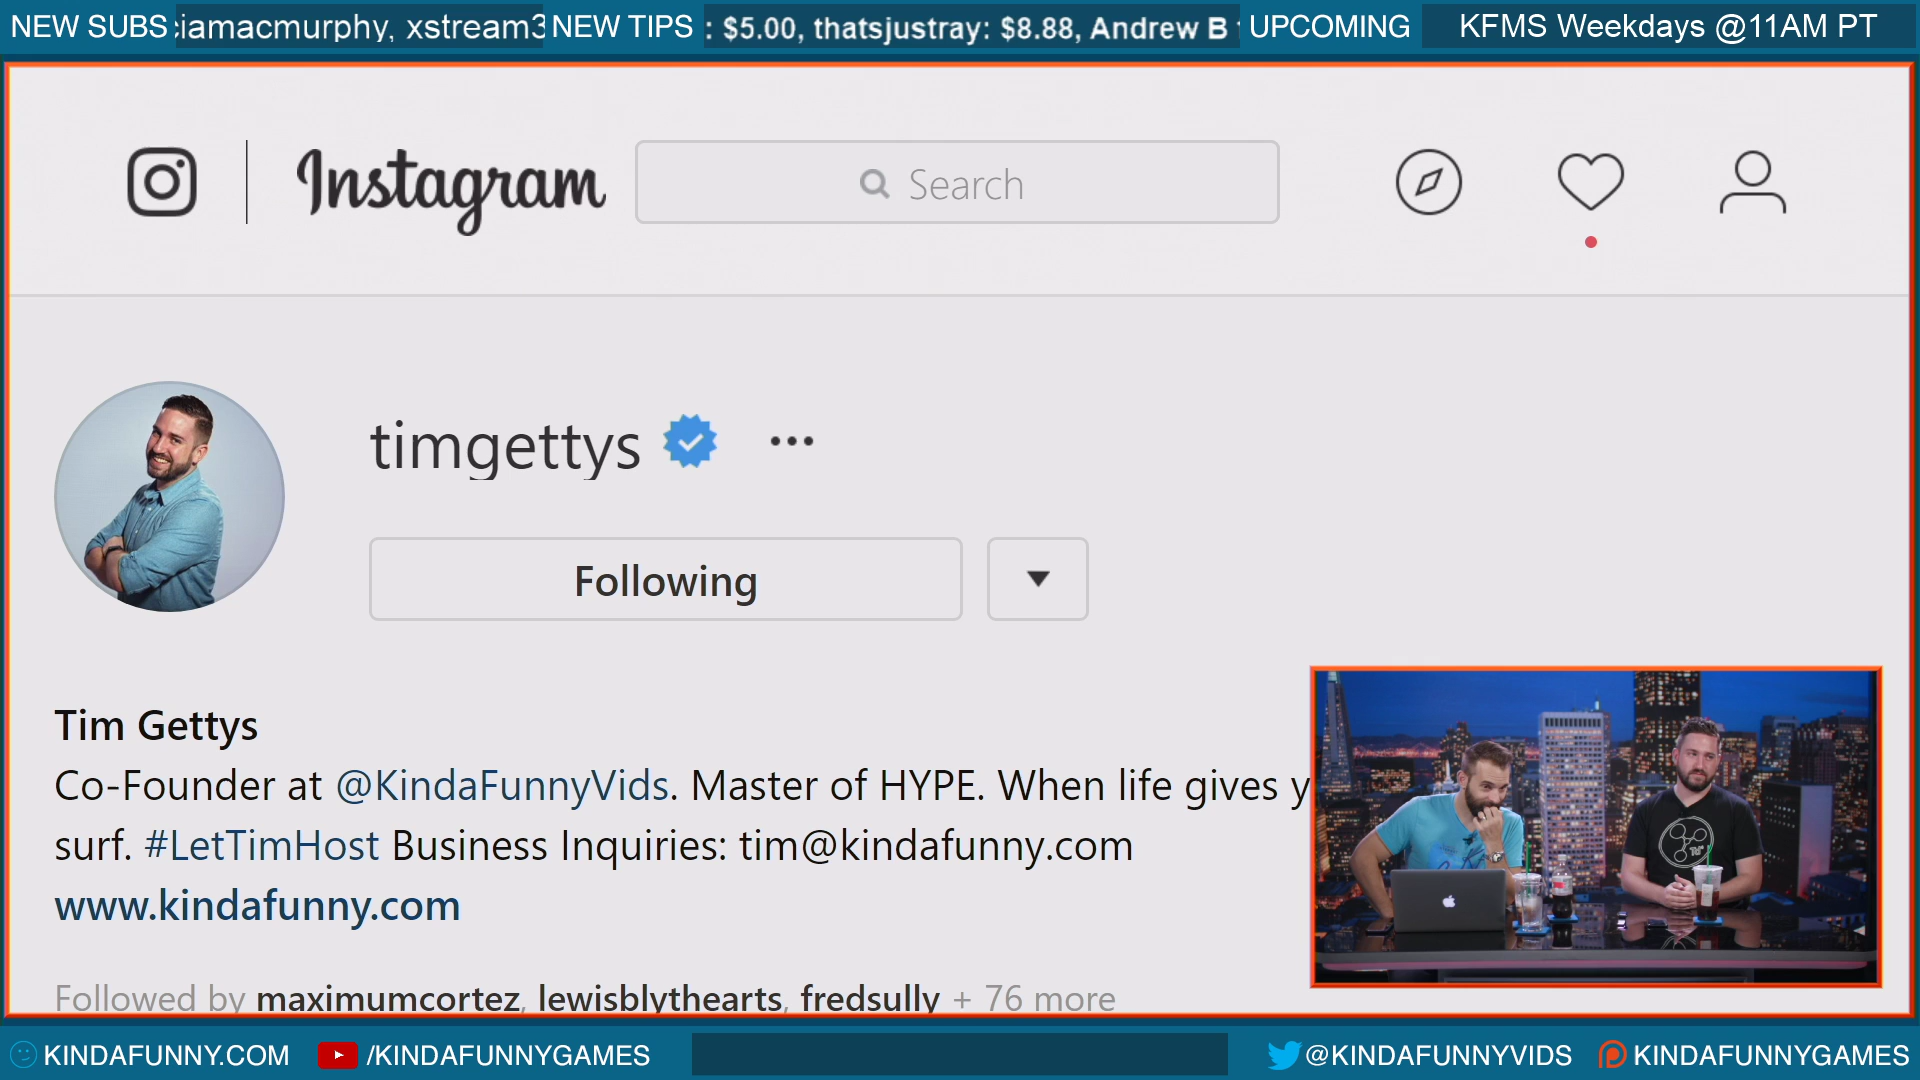 NEW SUBS ciamacmurphy, xstream3 NEW TIPS : $5.00, thatsjustray: $8.88, Andrew B UPCOMING KFMS Weekdays @11AM PT
Instagram Search
timgettys
Following
Tim Gettys
Co-Founder at @KindaFunnyVids. Master of HYPE. When life gives y
surf. #LetTimHost Business Inquiries: tim@kindafunny.com
www.kindafunny.com
Followed by maximumcortez, lewisblythearts, fredsully + 76 more
KINDAFUNNY.COM /KINDAFUNNYGAMES @KINDAFUNNYVIDS KINDAFUNNYGAMES